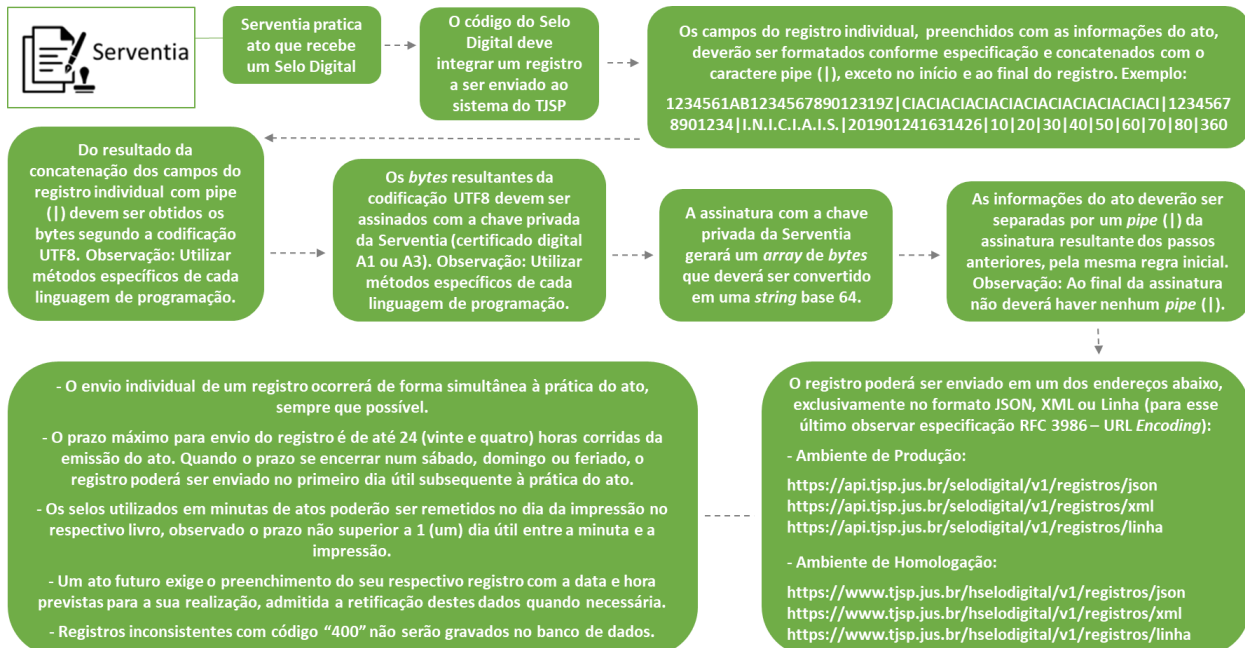 Serventia
Serventia pratica
ato que recebe
um Selo Digital
O código do Selo
Digital deve
integrar um registro
a ser enviado ao
sistema do TJSP
Os campos do registro individual, preenchidos com as informações do ato,
deverão ser formatados conforme especificação e concatenados com o
caractere pipe (|), exceto no início e ao final do registro. Exemplo:
1234561AB123456789012319Z|CIACIACIACIACIACIACIACIACIACIACI|1234567
8901234|I.N.I.C.I.A.I.S.|201901241631426|10|20|30|40|50|60|70|80|360
Do resultado da
concatenação dos campos do
registro individual com pipe
(|) devem ser obtidos os
bytes segundo a codificação
UTF8. Observação: Utilizar
métodos específicos de cada
linguagem de programação.
Os bytes resultantes da
codificação UTF8 devem ser
assinados com a chave privada
da Serventia (certificado digital
A1 ou A3). Observação: Utilizar
métodos específicos de cada
linguagem de programação.
A assinatura com a chave
privada da Serventia
gerará um array de bytes
que deverá ser convertido
em uma string base 64.
As informações do ato deverão ser
separadas por um pipe (|) da
assinatura resultante dos passos
anteriores, pela mesma regra inicial.
Observação: Ao final da assinatura
não deverá haver nenhum pipe (|).
O registro poderá ser enviado em um dos endereços abaixo,
exclusivamente no formato JSON, XML ou Linha (para esse
último observar especificação RFC 3986 – URL Encoding):
- Ambiente de Produção:
https://api.tjsp.jus.br/selodigital/v1/registros/json
https://api.tjsp.jus.br/selodigital/v1/registros/xml
https://api.tjsp.jus.br/selodigital/v1/registros/linha
- Ambiente de Homologação:
https://www.tjsp.jus.br/hselodigital/v1/registros/json
https://www.tjsp.jus.br/hselodigital/v1/registros/xml
https://www.tjsp.jus.br/hselodigital/v1/registros/linha
- O envio individual de um registro ocorrerá de forma simultânea à prática do ato,
sempre que possível.
- O prazo máximo para envio do registro é de até 24 (vinte e quatro) horas corridas da
emissão do ato. Quando o prazo se encerrar num sábado, domingo ou feriado, o
registro poderá ser enviado no primeiro dia útil subsequente à prática do ato.
- Os selos utilizados em minutas de atos poderão ser remetidos no dia da impressão no
respectivo livro, observado o prazo não superior a 1 (um) dia útil entre a minuta e a
impressão.
- Um ato futuro exige o preenchimento do seu respectivo registro com a data e hora
previstas para a sua realização, admitida a retificação destes dados quando necessária.
- Registros inconsistentes com código “400” não serão gravados no banco de dados.